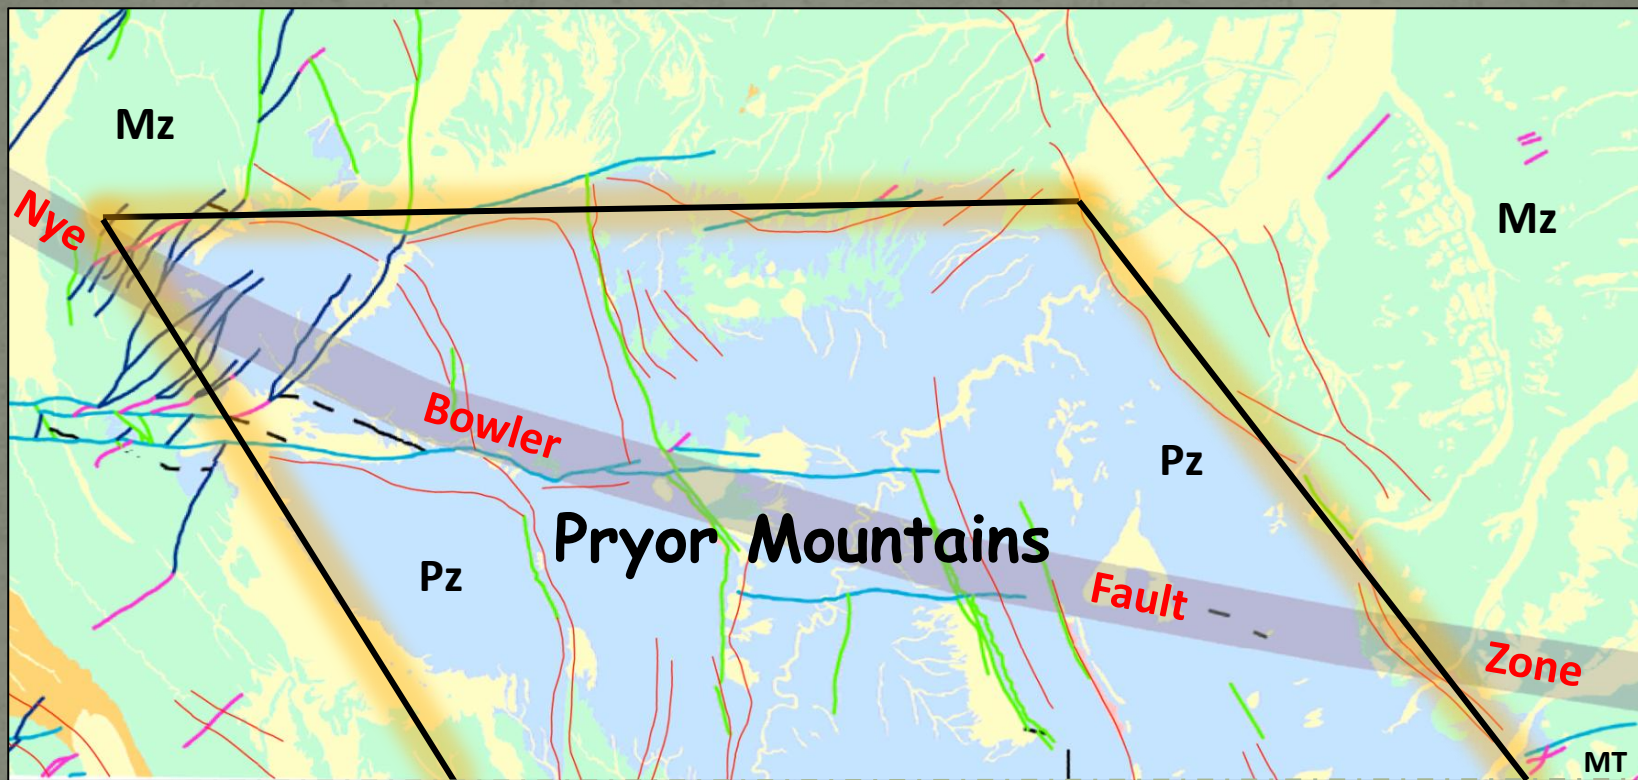 Mz
Nye
Mz
Bowler
Pz
Pryor Mountains
Pz
Fault
Zone
MT